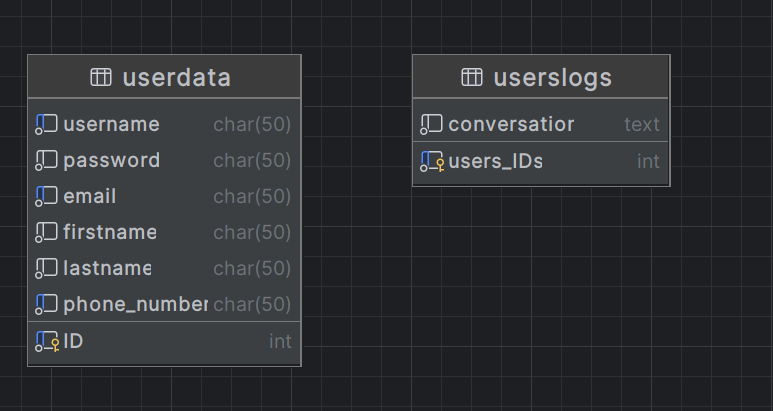 userdata
username char(50)
password char(50)
email char(50)
firstname char(50)
lastname char(50)
phone_number char(50)
ID int
userslogs
conversatior text
users_IDs int